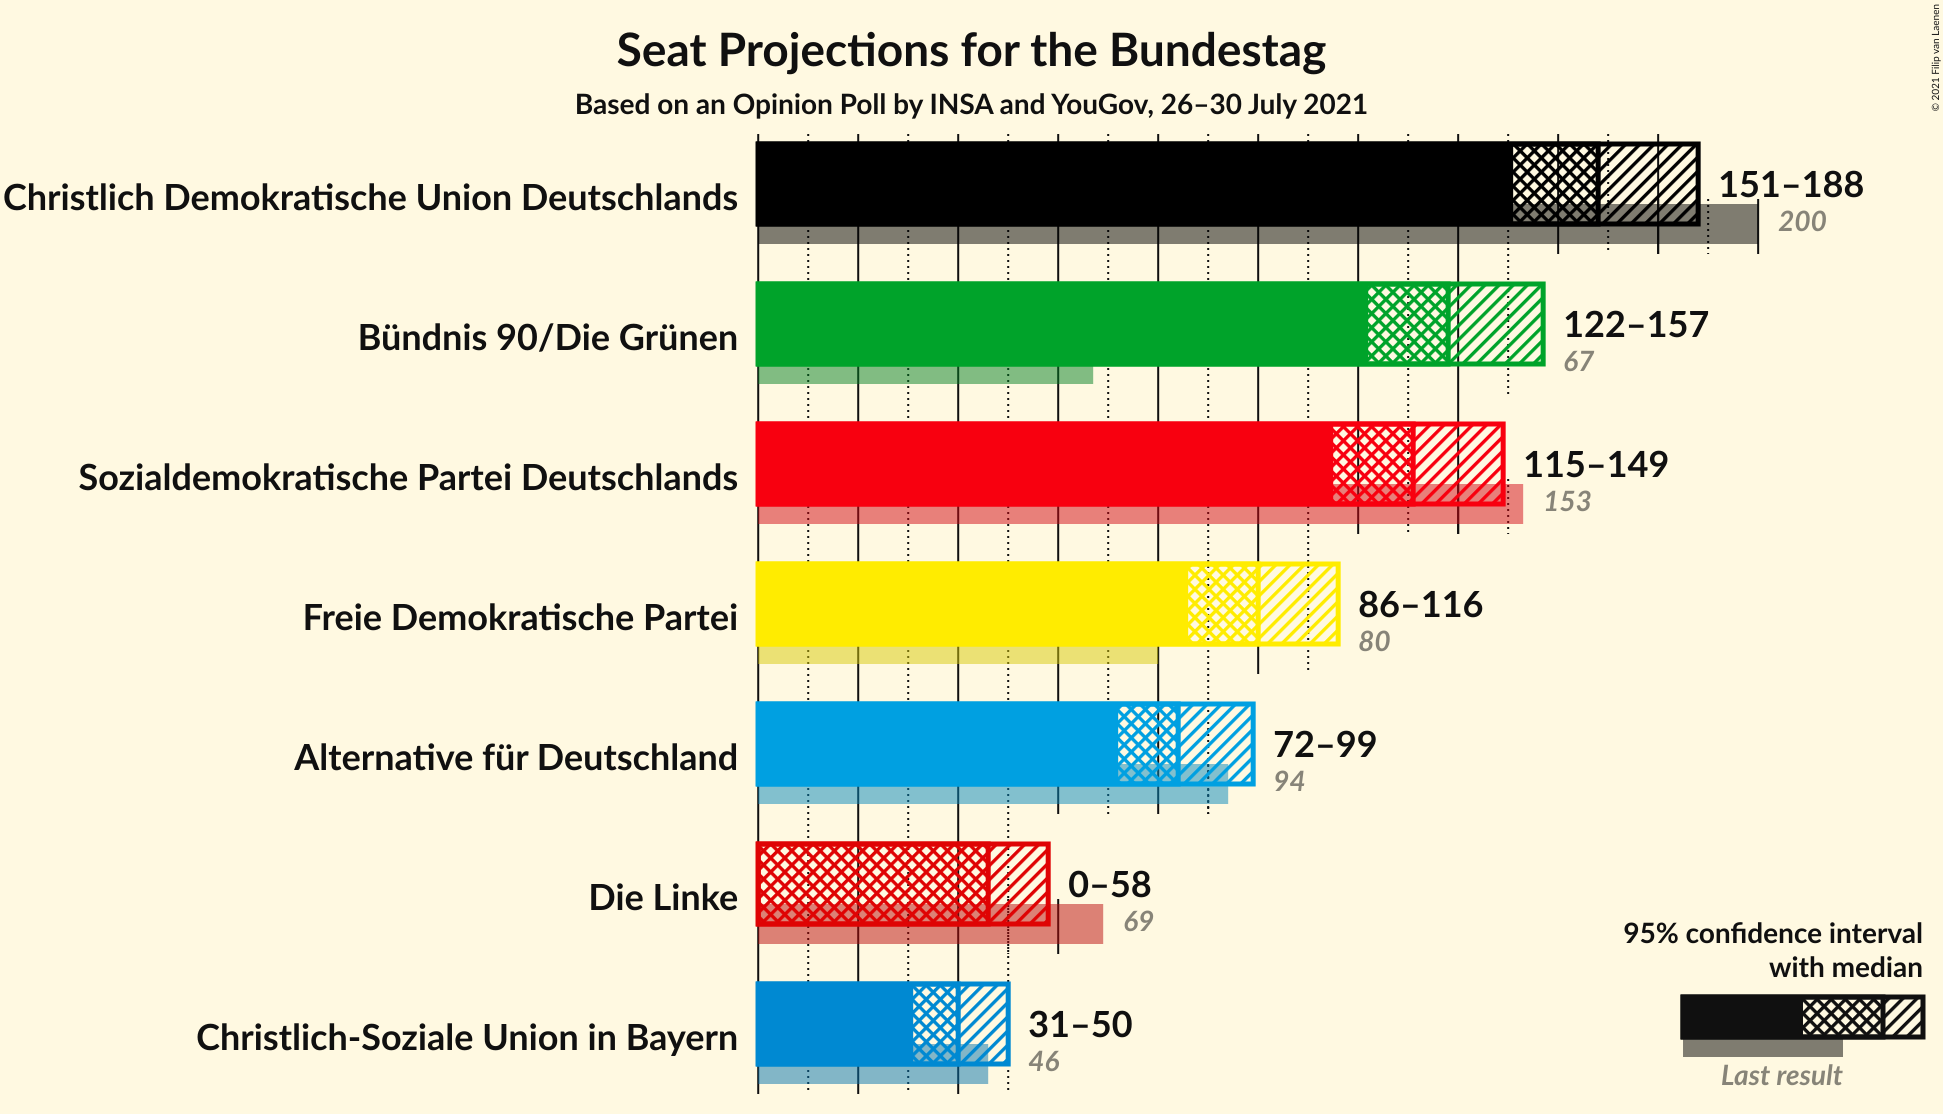 Seat Projections for the Bundestag
Based on an Opinion Poll by INSA and YouGov, 26–30 July 2021
© 2021 Filip van Laenen
Christlich Demokratische Union Deutschlands
151–188
200
Bündnis 90/Die Grünen
122–157
67
Sozialdemokratische Partei Deutschlands
115–149
153
Freie Demokratische Partei
86–116
80
Alternative für Deutschland
72–99
94
Die Linke
0–58
69
Christlich-Soziale Union in Bayern
31–50
46
95% confidence interval
with median
Last result